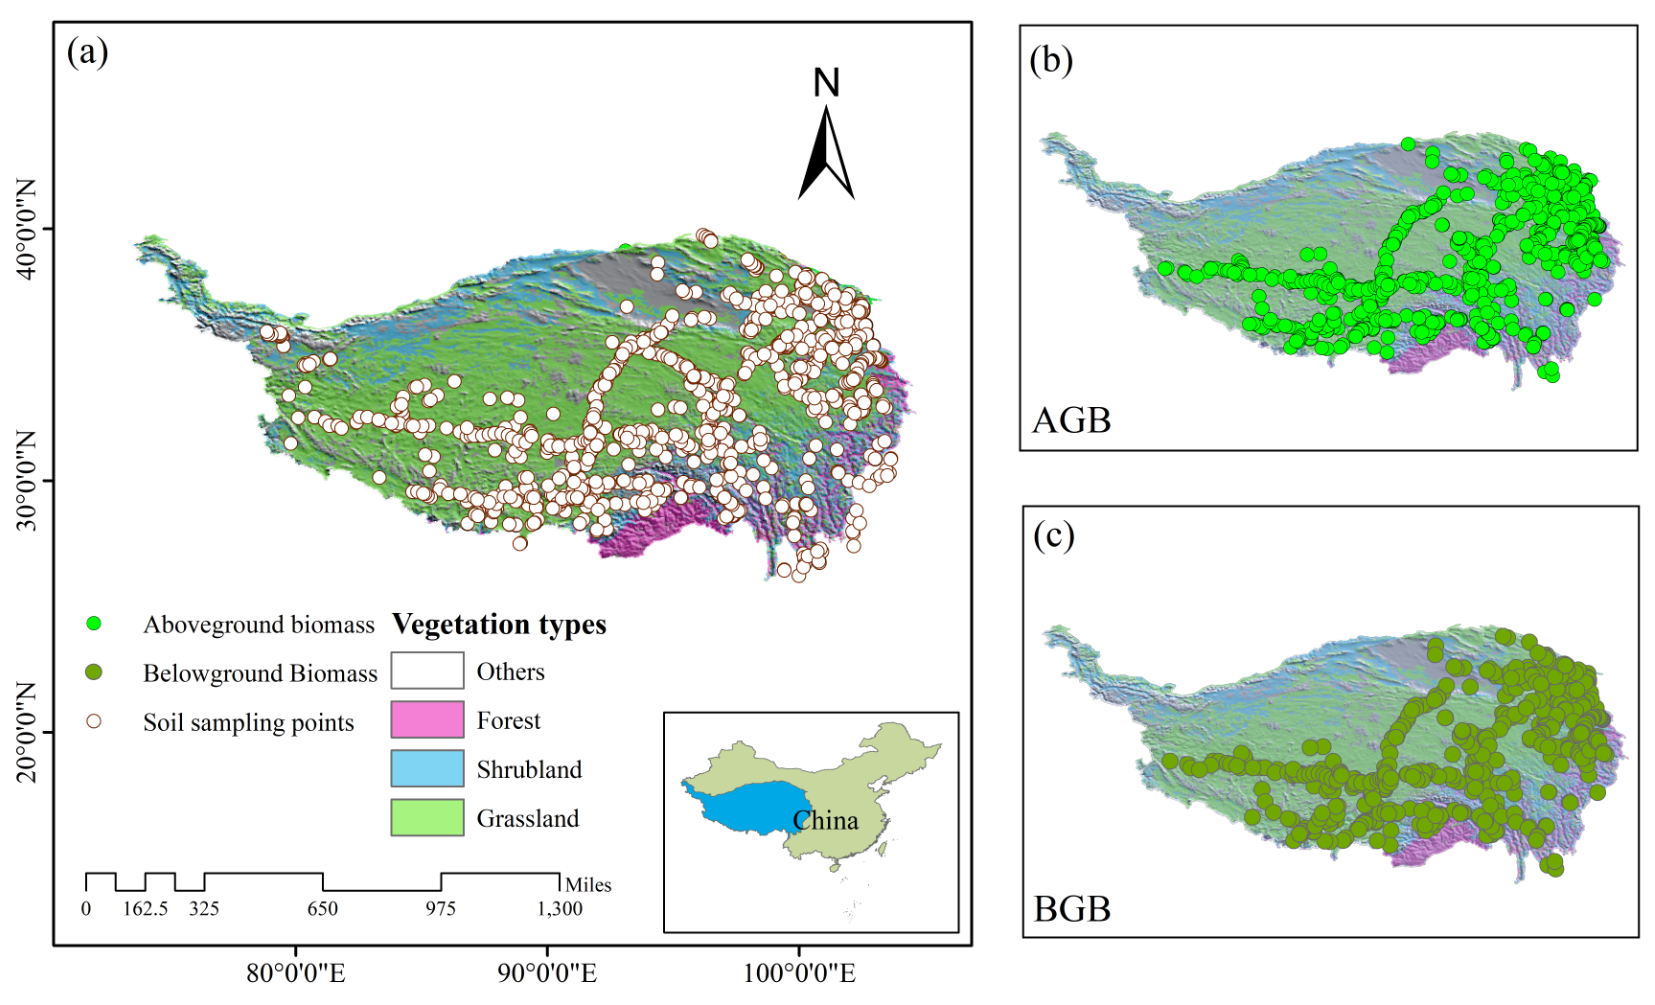 (a)
N
40°0'0"N
30°0'0"N
20°0'0"N
Aboveground biomass
Belowground Biomass
Soil sampling points
Vegetation types
Others
Forest
Shrubland
Grassland
China
Miles
0 162.5 325 650 975 1,300
80°0'0"E 90°0'0"E 100°0'0"E
(b)
AGB
(c)
BGB